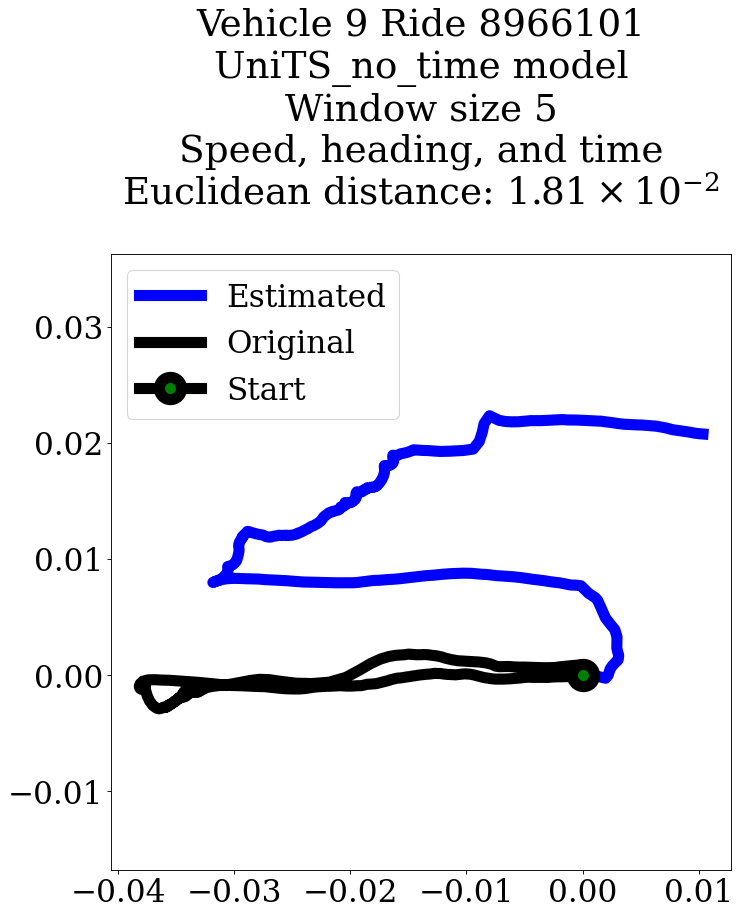 Vehicle 9 Ride 8966101
UniTS_no_time model
Window size 5
Speed, heading, and time
Euclidean distance: 1.81 × 10⁻²
Estimated
Original
Start
0.03
0.02
0.01
0.00
−0.01
−0.04 −0.03 −0.02 −0.01 0.00 0.01